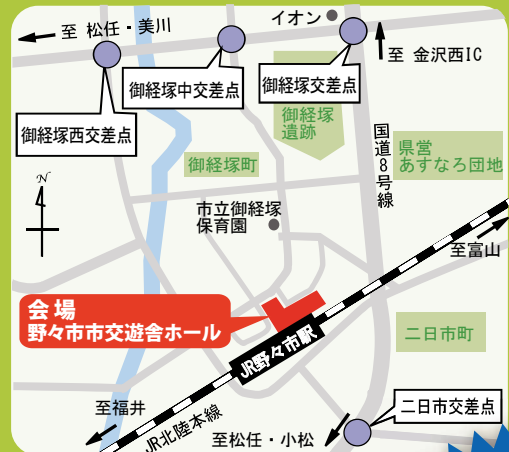 至 松任・美川
イオン
至 金沢西IC
御経塚中交差点
御経塚交差点
御経塚西交差点
御経塚
遺跡
国道8号線
県営
あすなろ団地
御経塚町
市立御経塚
保育園
至富山
会場
野々市市交遊舎ホール
JR野々市駅
二日市町
至福井
JR北陸本線
二日市交差点
至松任・小松
N